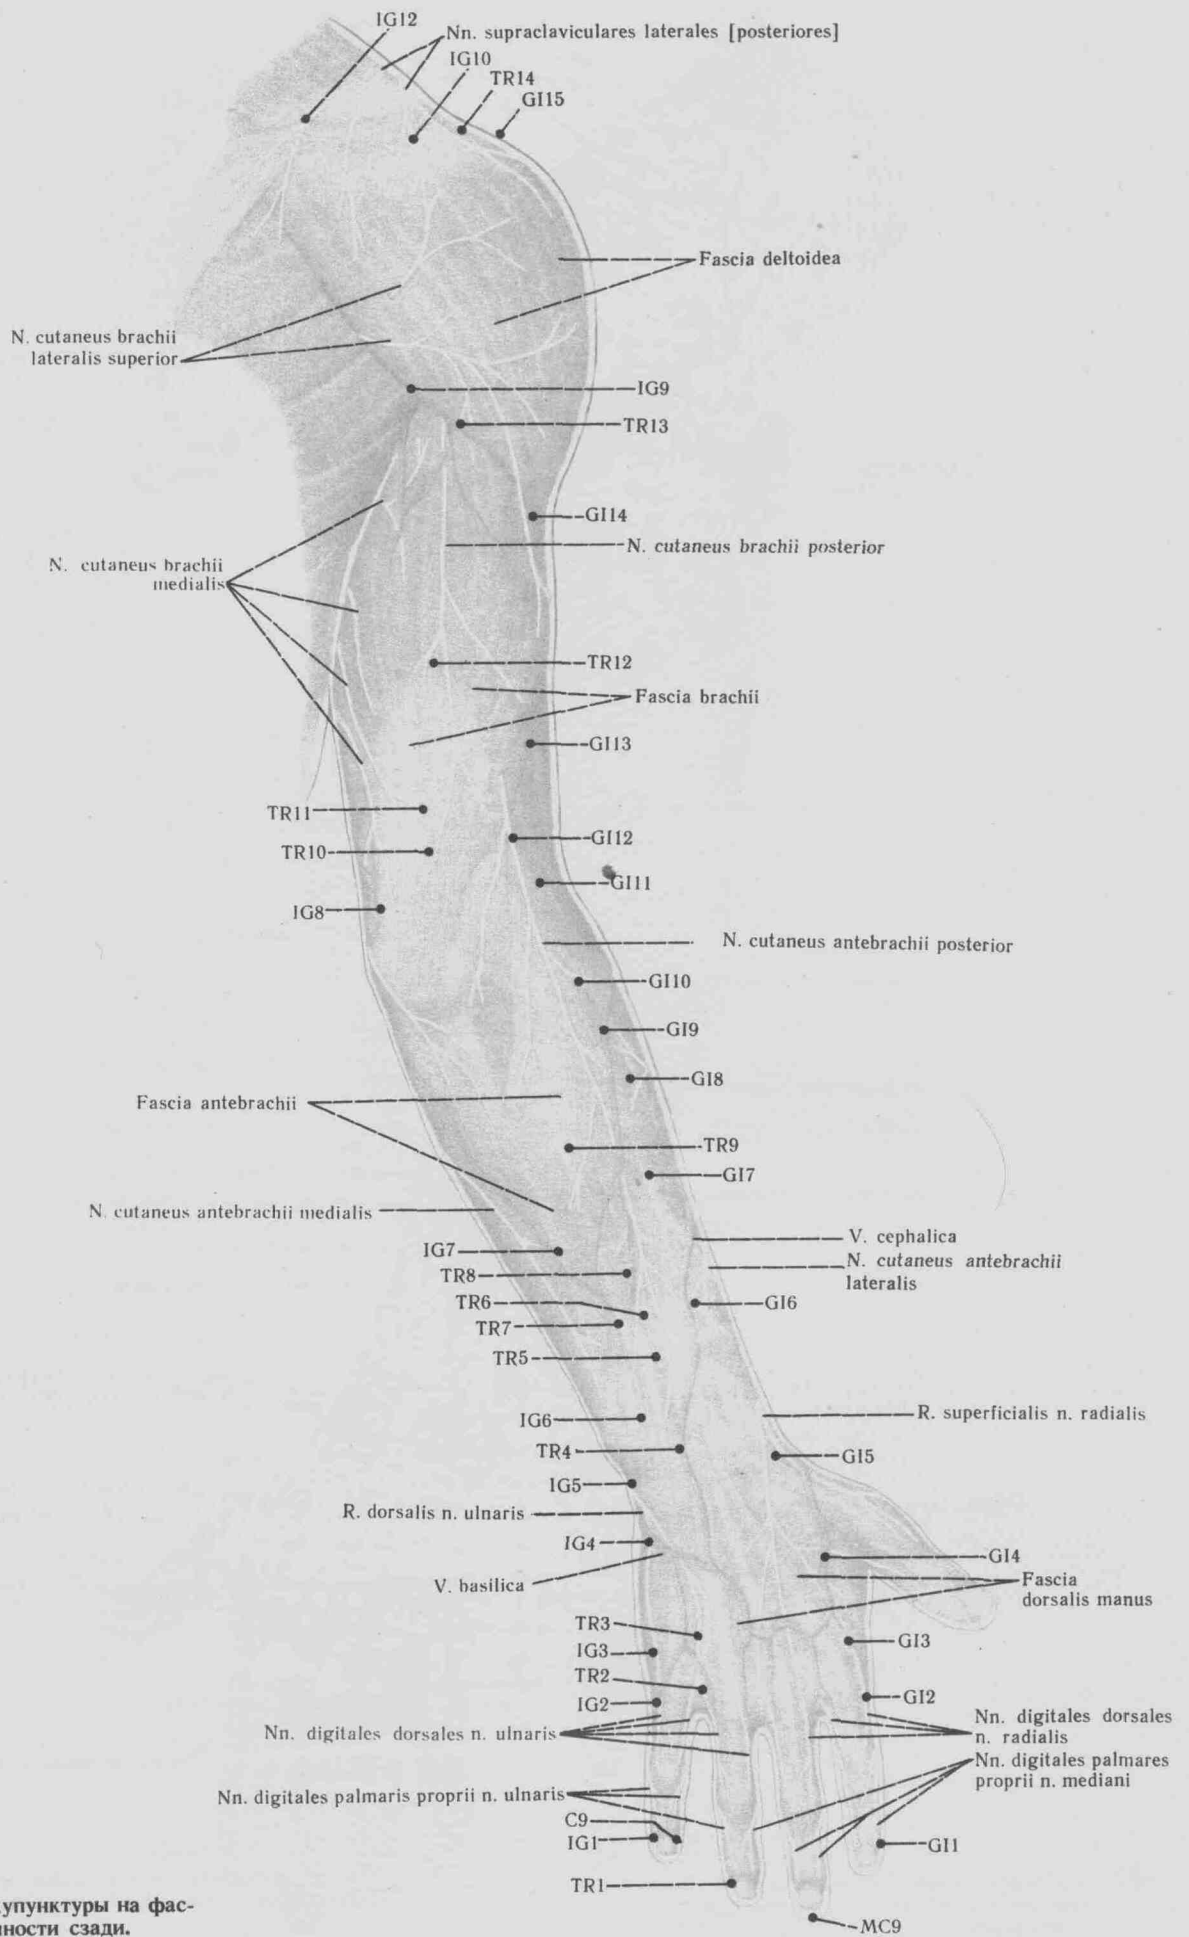 IG12
Nn. supraclaviculares laterales [posteriores]
IG10
TR14
GI15
Fascia deltoidea
N. cutaneus brachii
lateralis superior
IG9
TR13
GI14
N. cutaneus brachii posterior
N. cutaneus brachii
medialis
TR12
Fascia brachii
GI13
TR11
GI12
TR10
GI11
IG8
N. cutaneus antebrachii posterior
GI10
GI9
GI8
Fascia antebrachii
TR9
GI7
N. cutaneus antebrachii medialis
V. cephalica
IG7
N. cutaneus antebrachii
lateralis
TR8
TR6
GI6
TR7
TR5
IG6
R. superficialis n. radialis
TR4
GI5
IG5
R. dorsalis n. ulnaris
IG4
GI4
V. basilica
Fascia
dorsalis manus
TR3
GI3
IG3
TR2
GI2
IG2
Nn. digitales dorsales n. ulnaris
Nn. digitales dorsales
n. radialis
Nn. digitales palmares
proprii n. mediani
Nn. digitales palmaris proprii n. ulnaris
C9
IG1
GI1
TR1
MC9
упунктуры на фас-
ности сзади.